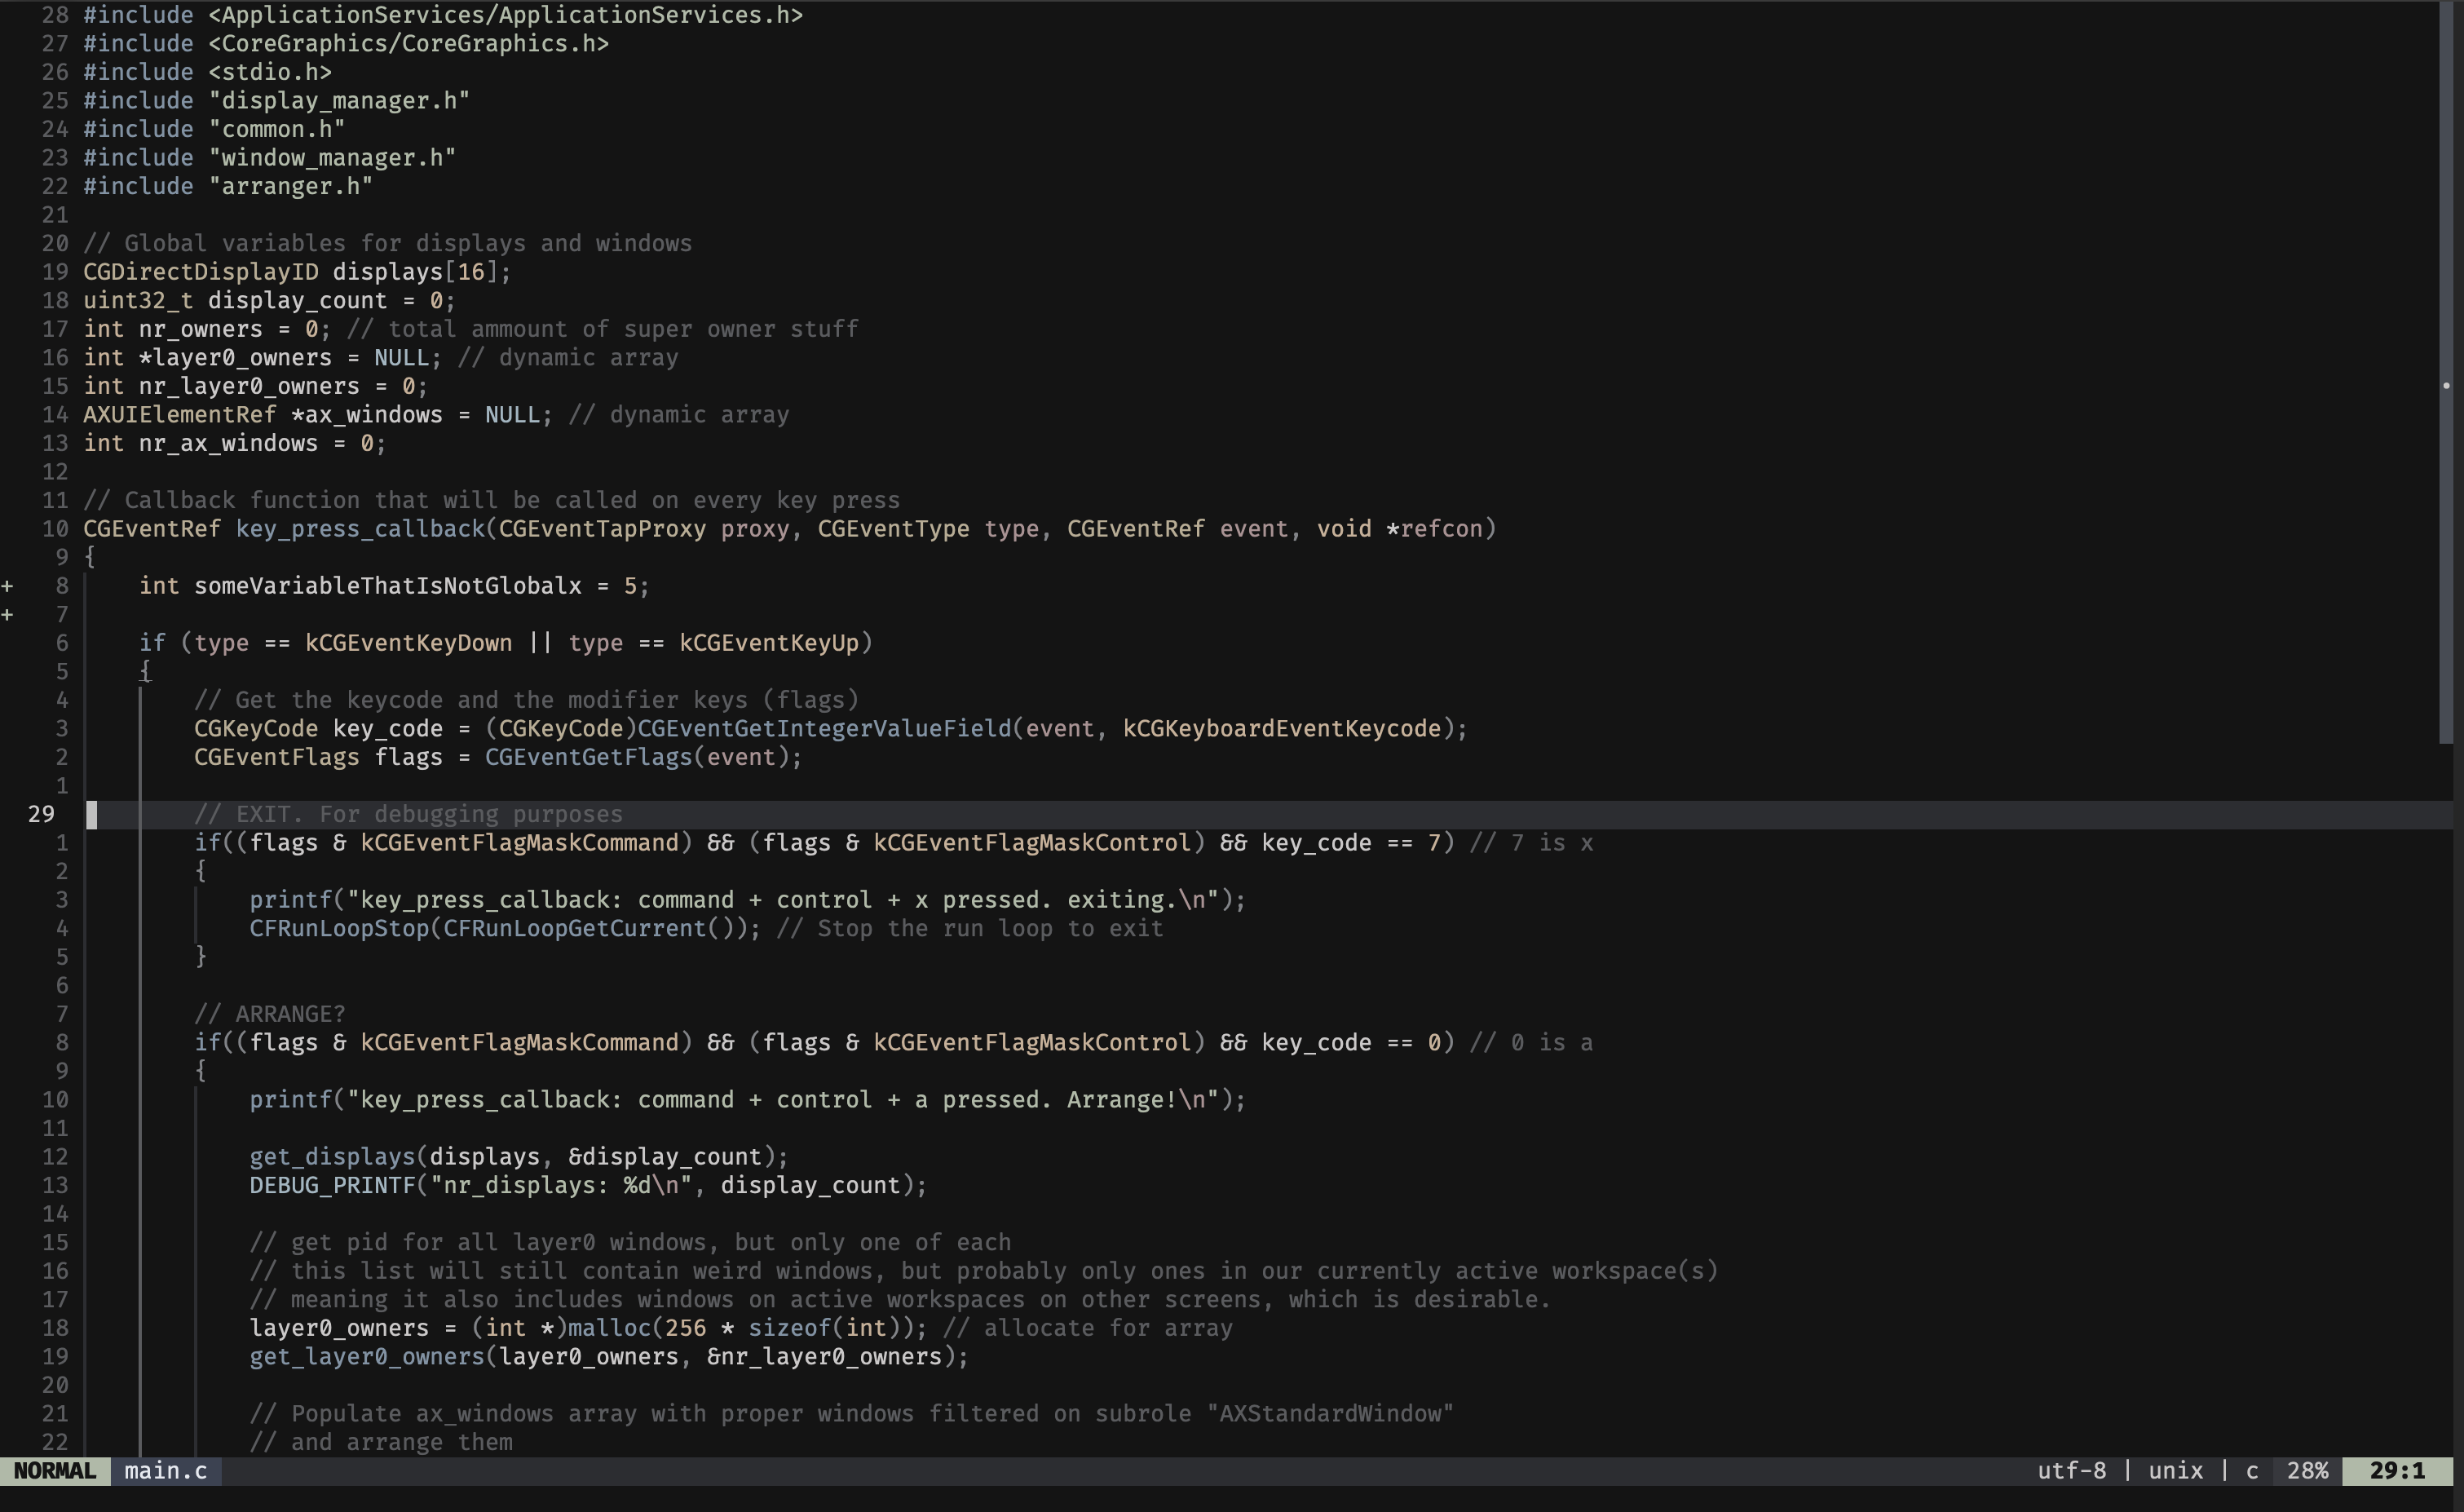 28 #include <ApplicationServices/ApplicationServices.h>
27 #include <CoreGraphics/CoreGraphics.h>
26 #include <stdio.h>
25 #include "display_manager.h"
24 #include "common.h"
23 #include "window_manager.h"
22 #include "arranger.h"
21
20 // Global variables for displays and windows
19 CGDirectDisplayID displays[16];
18 uint32_t display_count = 0;
17 int nr_owners = 0; // total ammount of super owner stuff
16 int *layer0_owners = NULL; // dynamic array
15 int nr_layer0_owners = 0;
14 AXUIElementRef *ax_windows = NULL; // dynamic array
13 int nr_ax_windows = 0;
12
11 // Callback function that will be called on every key press
10 CGEventRef key_press_callback(CGEventTapProxy proxy, CGEventType type, CGEventRef event, void *refcon)
9 {
+ 8     int someVariableThatIsNotGlobalx = 5;
+ 7
6     if (type == kCGEventKeyDown || type == kCGEventKeyUp)
5     {
4         // Get the keycode and the modifier keys (flags)
3         CGKeyCode key_code = (CGKeyCode)CGEventGetIntegerValueField(event, kCGKeyboardEventKeycode);
2         CGEventFlags flags = CGEventGetFlags(event);
1
29         // EXIT. For debugging purposes
1         if((flags & kCGEventFlagMaskCommand) && (flags & kCGEventFlagMaskControl) && key_code == 7) // 7 is x
2         {
3             printf("key_press_callback: command + control + x pressed. exiting.\n");
4             CFRunLoopStop(CFRunLoopGetCurrent()); // Stop the run loop to exit
5         }
6
7         // ARRANGE?
8         if((flags & kCGEventFlagMaskCommand) && (flags & kCGEventFlagMaskControl) && key_code == 0) // 0 is a
9         {
10             printf("key_press_callback: command + control + a pressed. Arrange!\n");
11
12             get_displays(displays, &display_count);
13             DEBUG_PRINTF("nr_displays: %d\n", display_count);
14
15             // get pid for all layer0 windows, but only one of each
16             // this list will still contain weird windows, but probably only ones in our currently active workspace(s)
17             // meaning it also includes windows on active workspaces on other screens, which is desirable.
18             layer0_owners = (int *)malloc(256 * sizeof(int)); // allocate for array
19             get_layer0_owners(layer0_owners, &nr_layer0_owners);
20
21             // Populate ax_windows array with proper windows filtered on subrole "AXStandardWindow"
22             // and arrange them
NORMAL main.c utf-8 | unix | c 28% 29:1